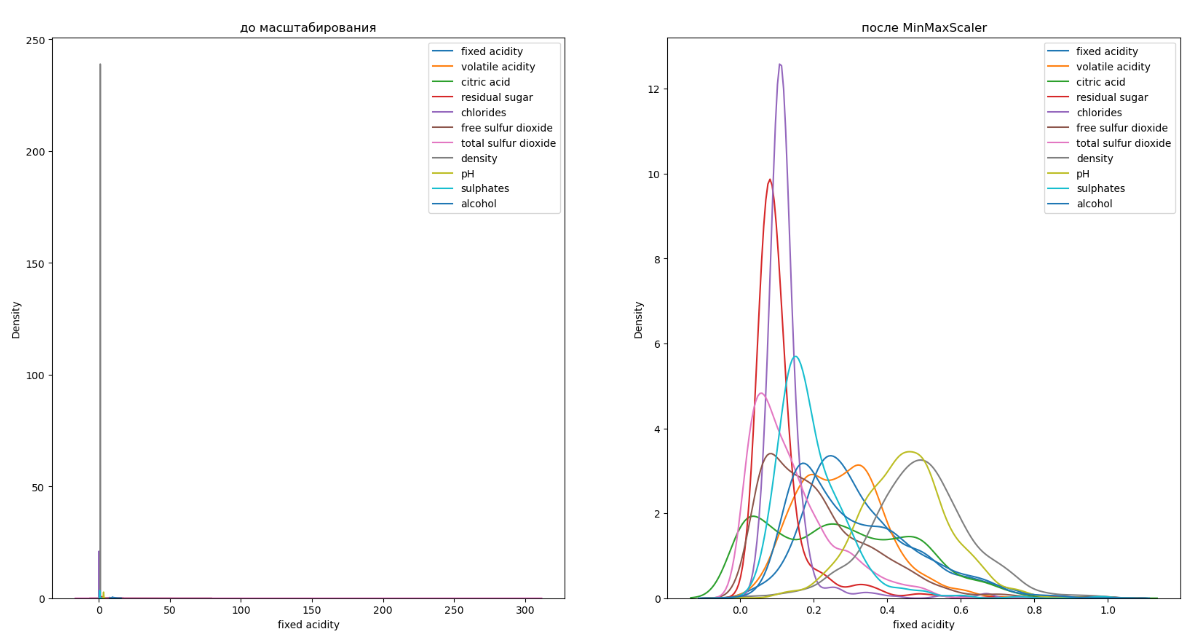 до масштабирования
250
200
150
100
50
0
Density
0
50
100
150
200
250
300
fixed acidity
fixed acidity
volatile acidity
citric acid
residual sugar
chlorides
free sulfur dioxide
total sulfur dioxide
density
pH
sulphates
alcohol
после MinMaxScaler
12
10
8
6
4
2
0
Density
0.0
0.2
0.4
0.6
0.8
1.0
fixed acidity
fixed acidity
volatile acidity
citric acid
residual sugar
chlorides
free sulfur dioxide
total sulfur dioxide
density
pH
sulphates
alcohol